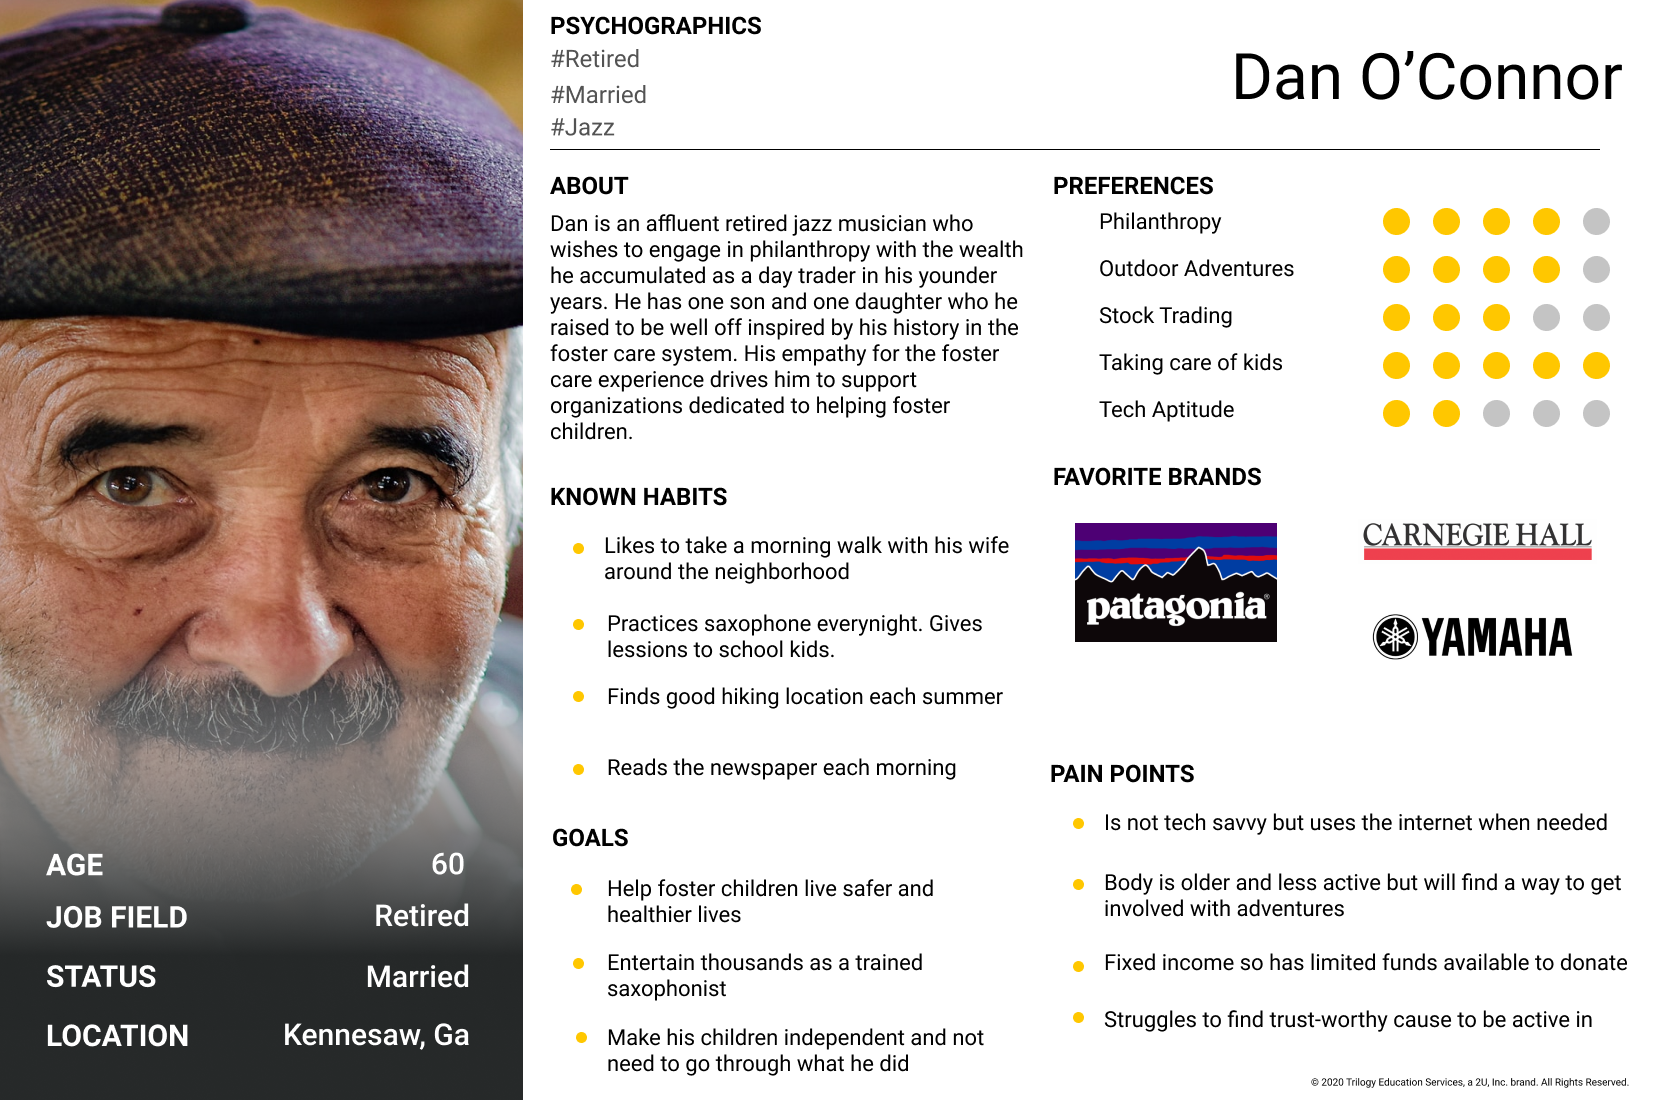 PSYCHOGRAPHICS
#Retired
#Married
#Jazz
Dan O’Connor
ABOUT
Dan is an affluent retired jazz musician who
wishes to engage in philanthropy with the wealth
he accumulated as a day trader in his younder
years. He has one son and one daughter who he
raised to be well off inspired by his history in the
foster care system. His empathy for the foster
care experience drives him to support
organizations dedicated to helping foster
children.
KNOWN HABITS
Likes to take a morning walk with his wife
around the neighborhood
Practices saxophone everynight. Gives
lessions to school kids.
Finds good hiking location each summer
Reads the newspaper each morning
GOALS
Help foster children live safer and
healthier lives
Entertain thousands as a trained
saxophonist
Make his children independent and not
need to go through what he did
PREFERENCES
Philanthropy
Outdoor Adventures
Stock Trading
Taking care of kids
Tech Aptitude
FAVORITE BRANDS
patagonia®
CARNEGIE HALL
YAMAHA
PAIN POINTS
Is not tech savvy but uses the internet when needed
Body is older and less active but will find a way to get
involved with adventures
Fixed income so has limited funds available to donate
Struggles to find trust-worthy cause to be active in
AGE 60
JOB FIELD Retired
STATUS Married
LOCATION Kennesaw, Ga
© 2020 Trilogy Education Services, a 2U, Inc. brand. All Rights Reserved.